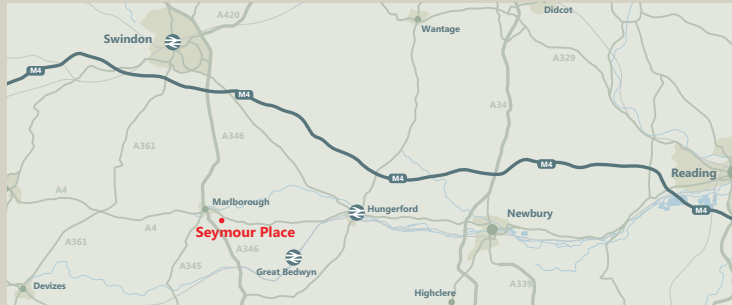 A420
Didcot
Wantage
Swindon
A329
M4
M4
A34
A346
A361
M4
M4
Reading
A4
Marlborough
Hungerford
Newbury
M4
A4
Seymour Place
A361
A346
A345
Great Bedwyn
Devizes
Highclere
A339